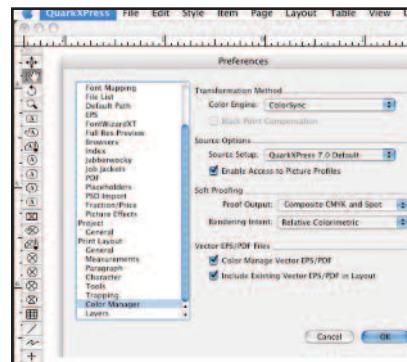 QuarkXPress File Edit Style Item Page Layout Table View
Preferences
Font Mapping
File List
Default Path
EPS
FontWizardXT
Full Res Preview
Browsers
Index
Jabberwocky
Job Jackets
PDF
Placeholders
PSD Import
Fraction/Price
Picture Effects
Project
General
Print Layout
General
Measurements
Paragraph
Character
Tools
Trapping
Color Manager
Layers
Transformation Method
Color Engine: ColorSync
Black Point Compensation
Source Options
Source Setup: QuarkXPress 7.0 Default
Enable Access to Picture Profiles
Soft Proofing
Proof Output: Composite CMYK and Spot
Rendering Intent: Relative Colorimetric
Vector EPS/PDF Files
Color Manage Vector EPS/PDF
Include Existing Vector EPS/PDF in Layout
Cancel OK